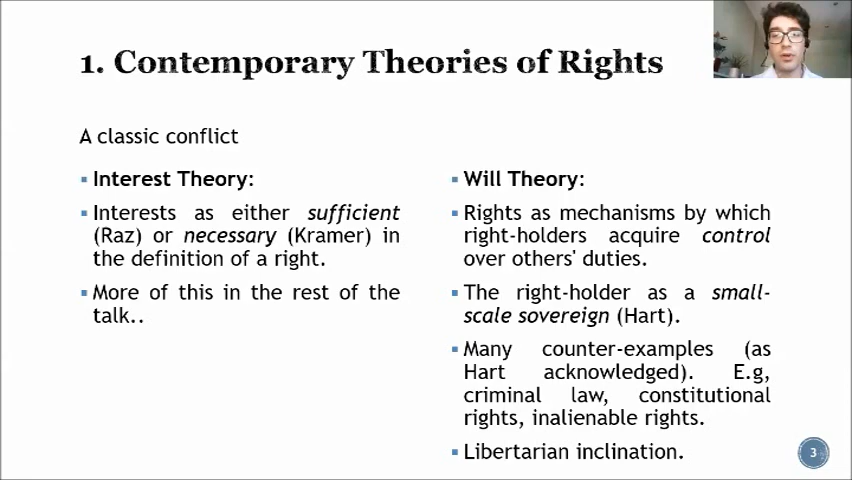 1. Contemporary Theories of Rights
A classic conflict
▪ Interest Theory:
▪ Interests as either sufficient
(Raz) or necessary (Kramer) in
the definition of a right.
▪ More of this in the rest of the
talk..
▪ Will Theory:
▪ Rights as mechanisms by which
right-holders acquire control
over others' duties.
▪ The right-holder as a small-
scale sovereign (Hart).
▪ Many counter-examples (as
Hart acknowledged). E.g,
criminal law, constitutional
rights, inalienable rights.
▪ Libertarian inclination.
3